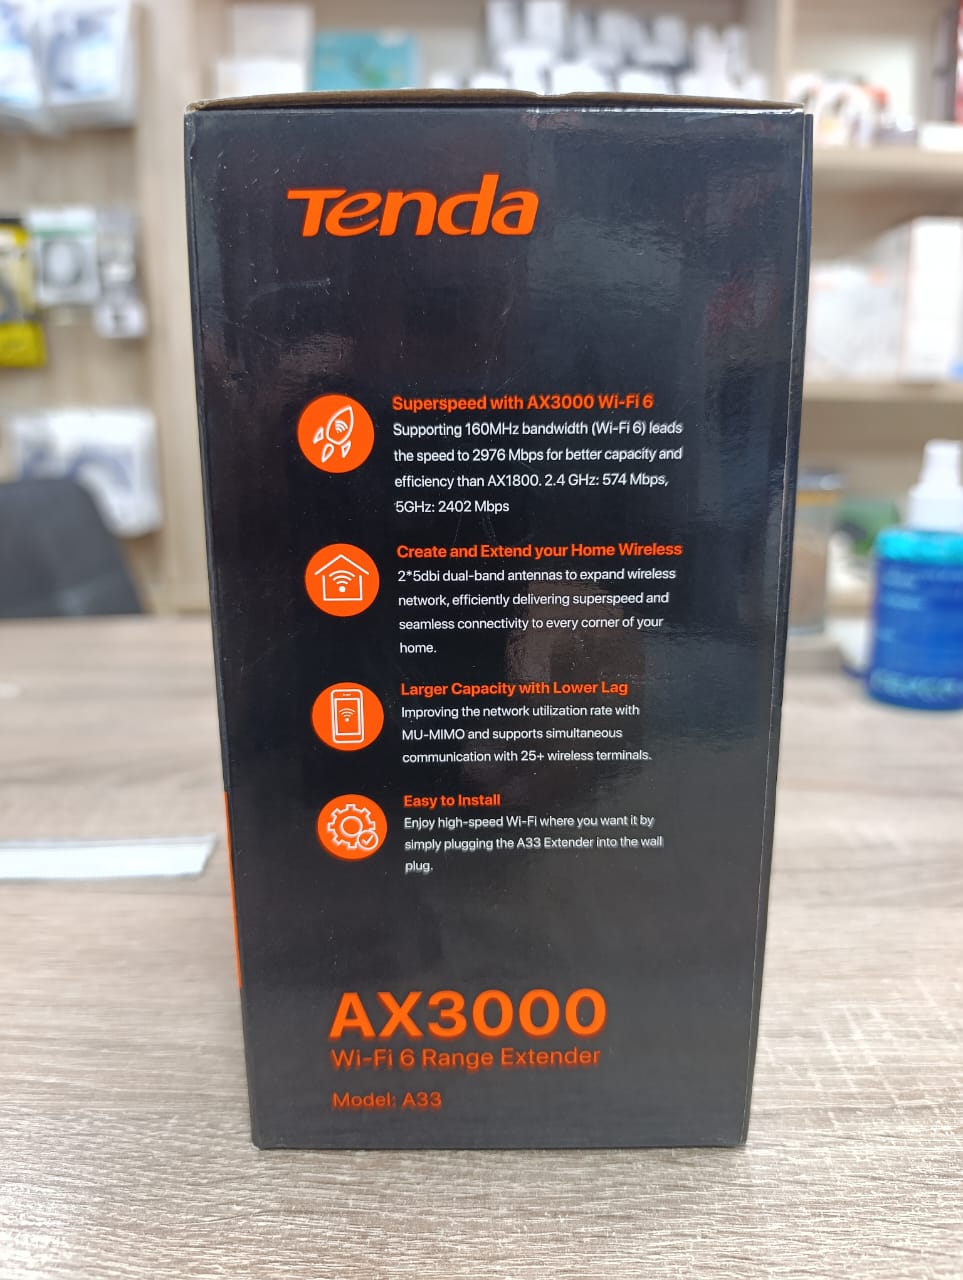 Tenda
Superspeed with AX3000 Wi-Fi 6
Supporting 160MHz bandwidth (Wi-Fi 6) leads
the speed to 2976 Mbps for better capacity and
efficiency than AX1800. 2.4 GHz: 574 Mbps,
5GHz: 2402 Mbps
Create and Extend your Home Wireless
2*5dbi dual-band antennas to expand wireless
network, efficiently delivering superspeed and
seamless connectivity to every corner of your
home.
Larger Capacity with Lower Lag
Improving the network utilization rate with
MU-MIMO and supports simultaneous
communication with 25+ wireless terminals.
Easy to Install
Enjoy high-speed Wi-Fi where you want it by
simply plugging the A33 Extender into the wall
plug.
AX3000
Wi-Fi 6 Range Extender
Model: A33